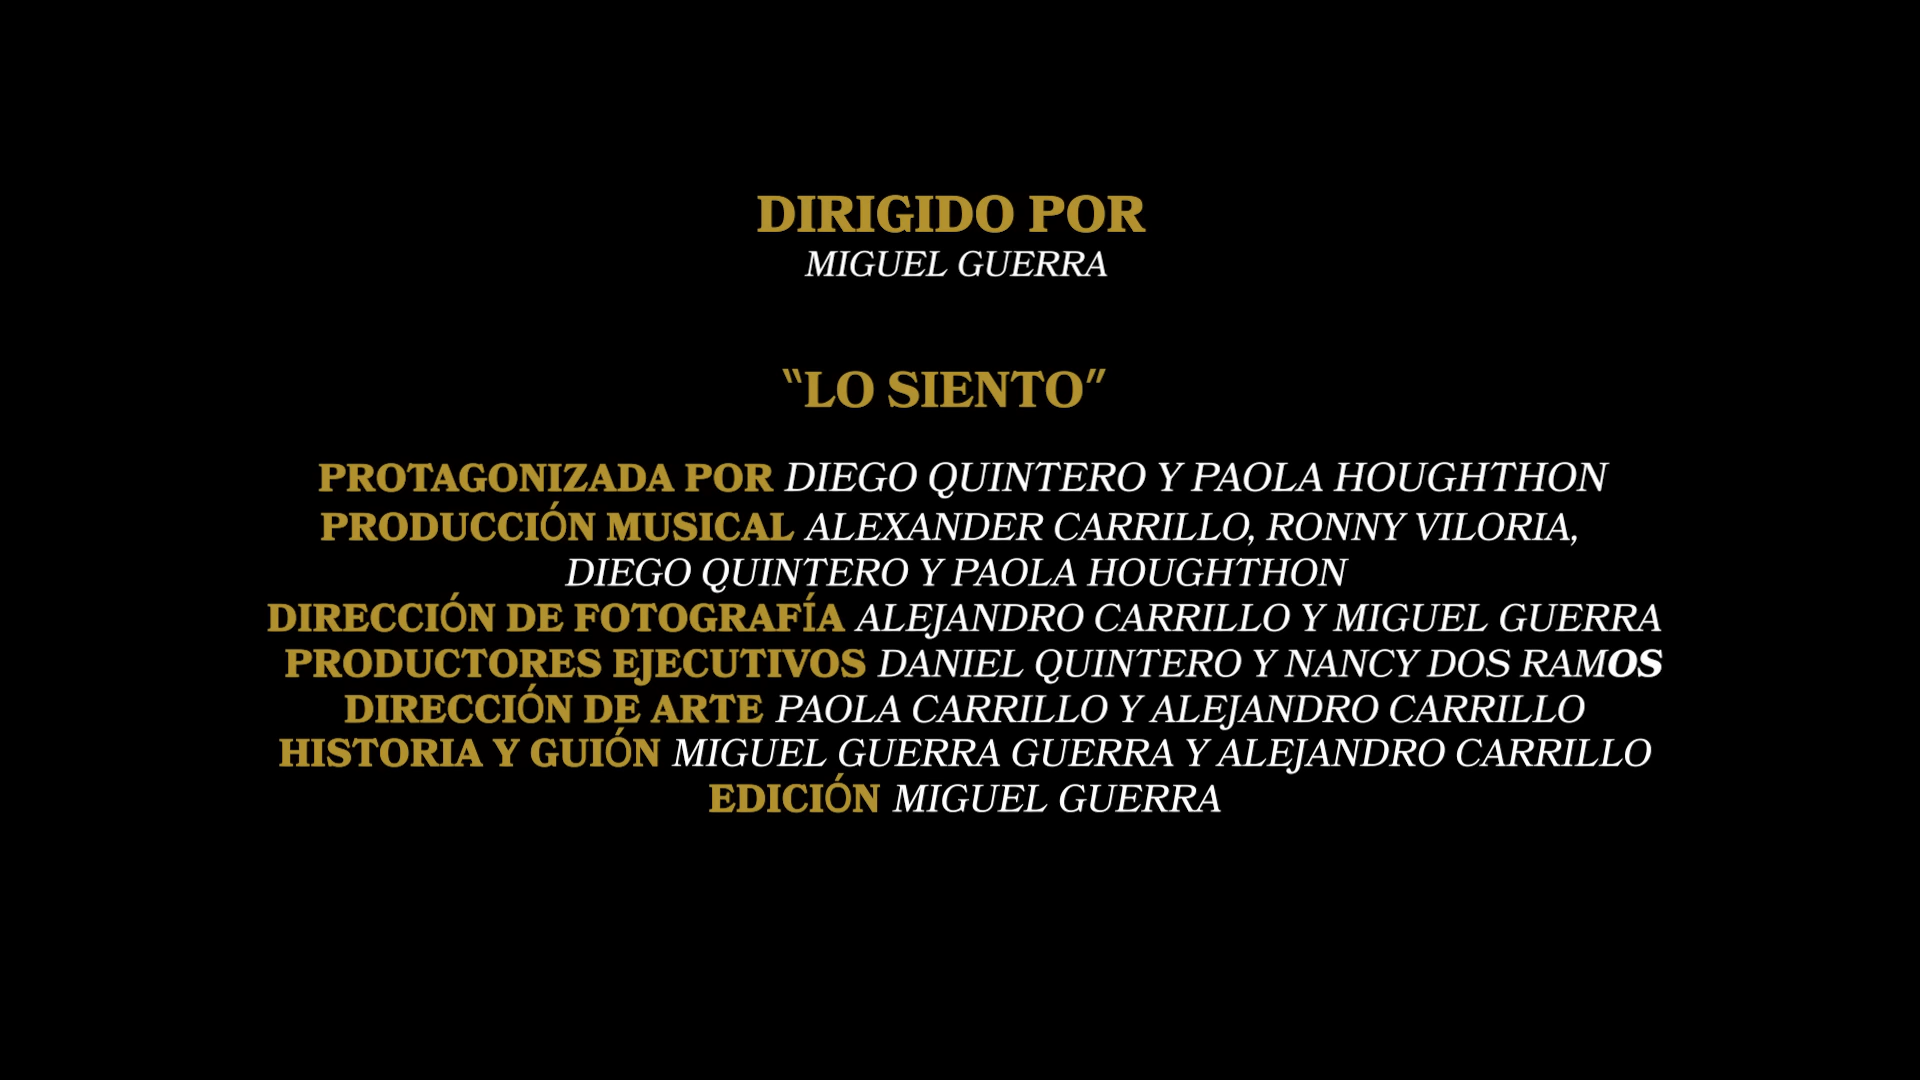 DIRIGIDO POR
MIGUEL GUERRA
“LO SIENTO”
PROTAGONIZADA POR DIEGO QUINTERO Y PAOLA HOUGHTHON
PRODUCCIÓN MUSICAL ALEXANDER CARRILLO, RONNY VILORIA,
DIEGO QUINTERO Y PAOLA HOUGHTHON
DIRECCIÓN DE FOTOGRAFÍA ALEJANDRO CARRILLO Y MIGUEL GUERRA
PRODUCTORES EJECUTIVOS DANIEL QUINTERO Y NANCY DOS RAMOS
DIRECCIÓN DE ARTE PAOLA CARRILLO Y ALEJANDRO CARRILLO
HISTORIA Y GUIÓN MIGUEL GUERRA GUERRA Y ALEJANDRO CARRILLO
EDICIÓN MIGUEL GUERRA